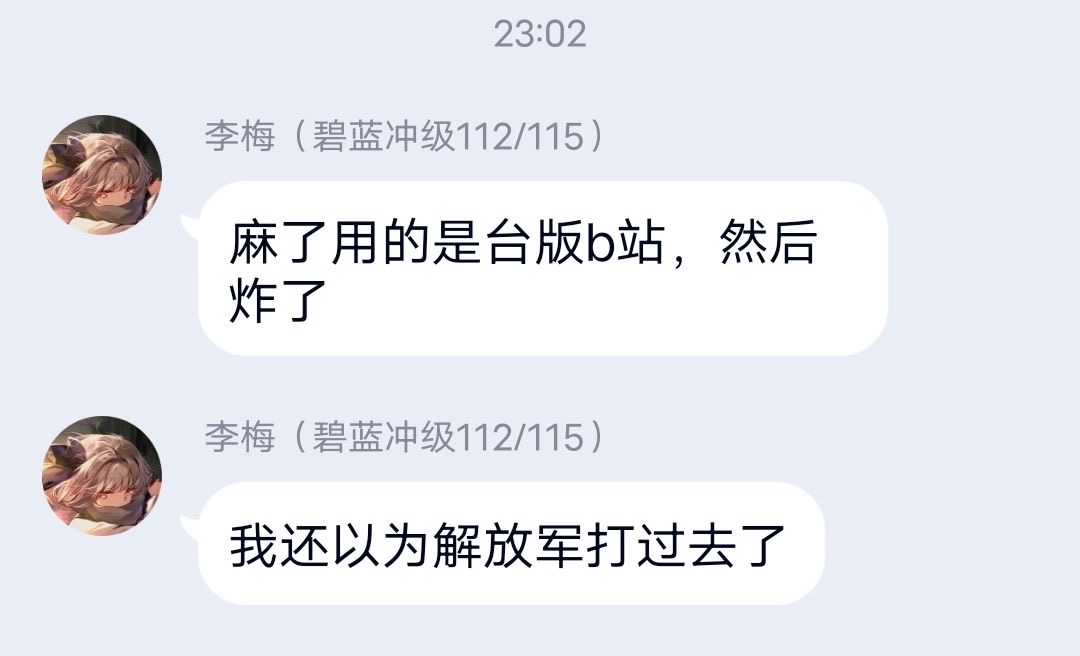 23:02
李梅（碧蓝冲级112/115）
麻了用的是台版b站，然后
炸了
李梅（碧蓝冲级112/115）
我还以为解放军打过去了